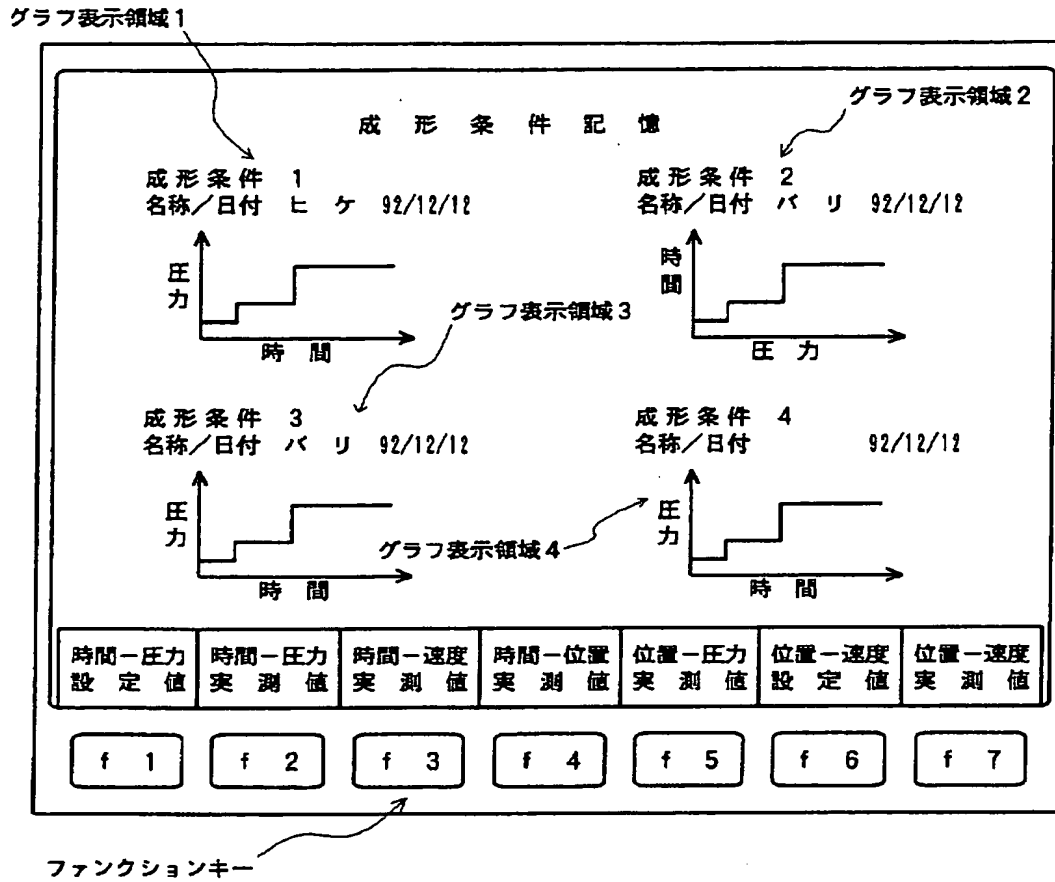 グラフ表示領域1
グラフ表示領域2
成形条件記憶
成形条件 1
名称/日付 ヒケ 92/12/12
圧力
時間
成形条件 2
名称/日付 バリ 92/12/12
時間
圧力
グラフ表示領域3
成形条件 3
名称/日付 バリ 92/12/12
圧力
時間
成形条件 4
名称/日付 92/12/12
圧力
時間
グラフ表示領域4
時間-圧力
設定値
時間-圧力
実測値
時間-速度
実測値
時間-位置
実測値
位置-圧力
実測値
位置-速度
設定値
位置-速度
実測値
f 1
f 2
f 3
f 4
f 5
f 6
f 7
ファンクションキー